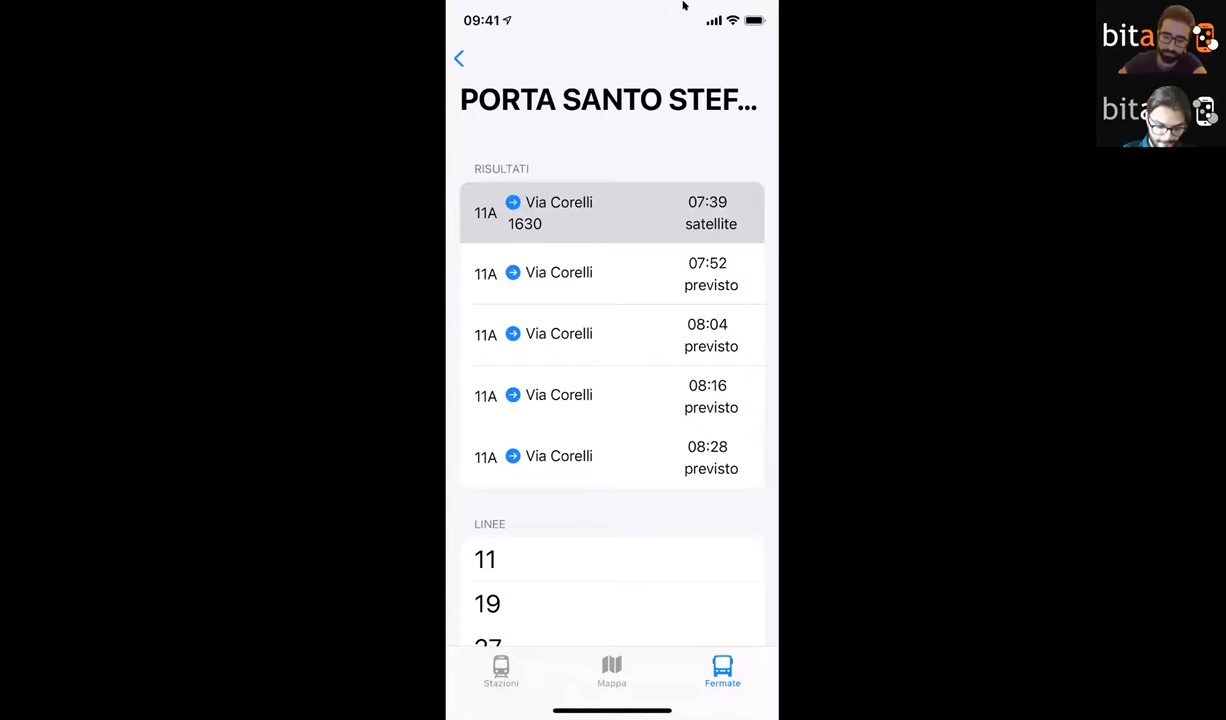 09:41
PORTA SANTO STEF...
RISULTATI
11A Via Corelli 07:39
1630 satellite
11A Via Corelli 07:52
previsto
11A Via Corelli 08:04
previsto
11A Via Corelli 08:16
previsto
11A Via Corelli 08:28
previsto
LINEE
11
19
27
Stazioni Mappa Fermate
bita
bit